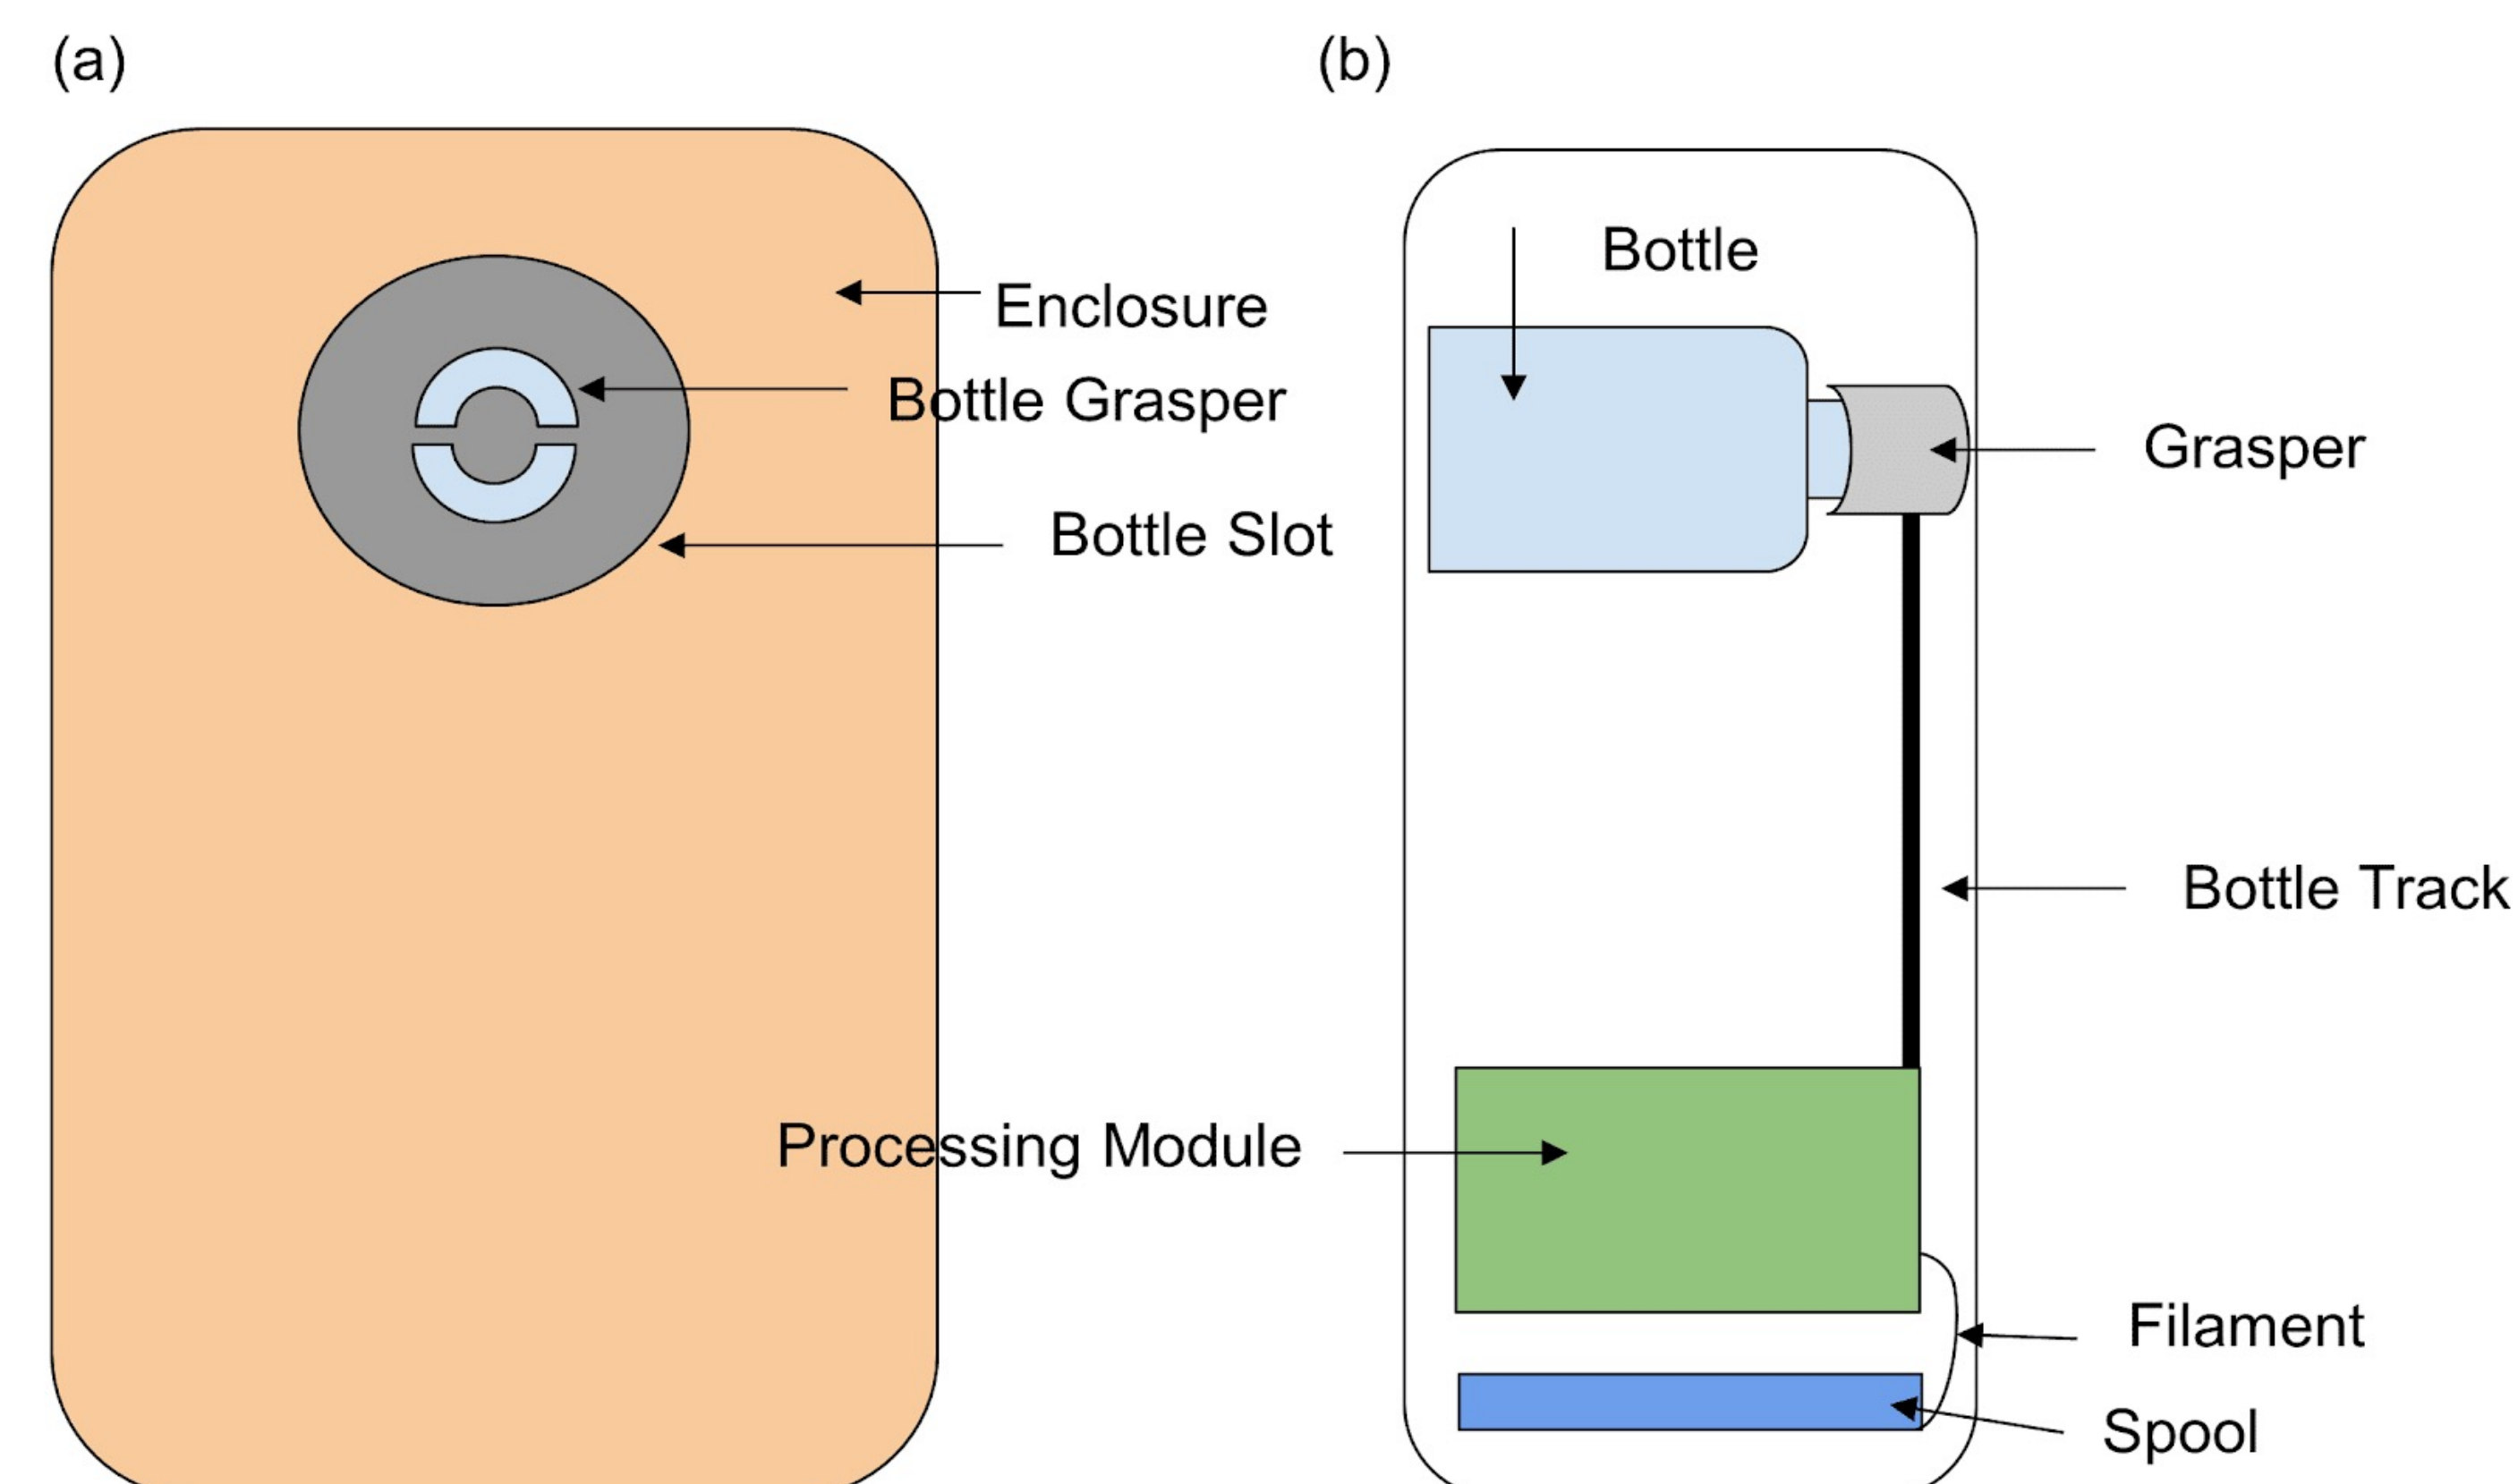 (a)
(b)
Enclosure
Bottle Grasper
Bottle Slot
Bottle
Grasper
Bottle Track
Processing Module
Filament
Spool